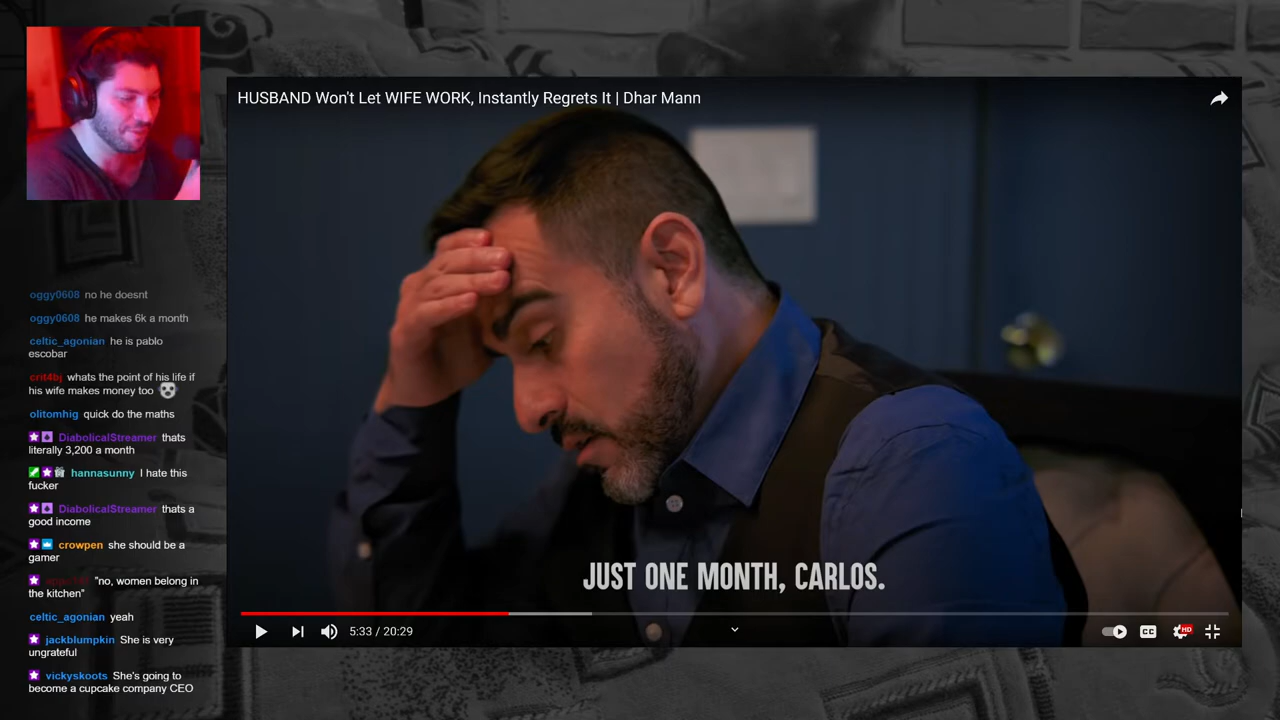 HUSBAND Won't Let WIFE WORK, Instantly Regrets It | Dhar Mann
oggy0608 no he doesnt
oggy0608 he makes 6k a month
celtic_agonian he is pablo
escobar
crit4bj whats the point of his life if
his wife makes money too
olitomhig quick do the maths
DiabolicalStreamer thats
literally 3,200 a month
hannasunny I hate this
fucker
DiabolicalStreamer thats a
good income
crowpen she should be a
gamer
"no, women belong in
the kitchen"
celtic_agonian yeah
jackblumpkin She is very
ungrateful
vickyskoots She's going to
become a cupcake company CEO
JUST ONE MONTH, CARLOS.
5:33 / 20:29
CC
HD